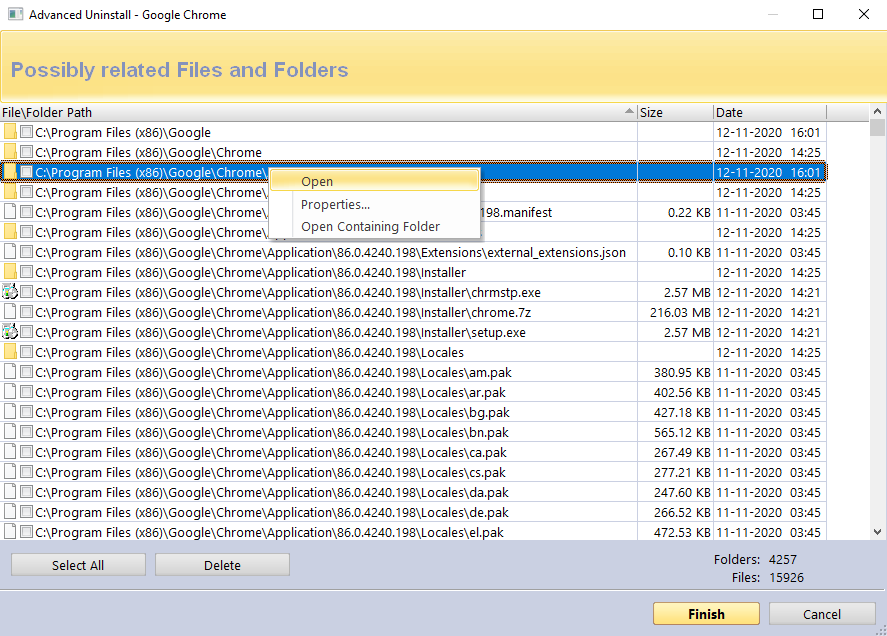 Advanced Uninstall - Google Chrome
Possibly related Files and Folders
File\Folder Path Size Date
C:\Program Files (x86)\Google 12-11-2020 16:01
C:\Program Files (x86)\Google\Chrome 12-11-2020 14:25
C:\Program Files (x86)\Google\Chrome\ 12-11-2020 16:01
Open
C:\Program Files (x86)\Google\Chrome\ 12-11-2020 14:25
Properties...
C:\Program Files (x86)\Google\Chrome\ 198.manifest 0.22 KB 11-11-2020 03:45
Open Containing Folder
C:\Program Files (x86)\Google\Chrome\ 12-11-2020 14:25
C:\Program Files (x86)\Google\Chrome\Application\86.0.4240.198\Extensions\external_extensions.json 0.10 KB 11-11-2020 03:45
C:\Program Files (x86)\Google\Chrome\Application\86.0.4240.198\Installer 12-11-2020 14:25
C:\Program Files (x86)\Google\Chrome\Application\86.0.4240.198\Installer\chrmstp.exe 2.57 MB 12-11-2020 14:21
C:\Program Files (x86)\Google\Chrome\Application\86.0.4240.198\Installer\chrome.7z 216.03 MB 12-11-2020 14:21
C:\Program Files (x86)\Google\Chrome\Application\86.0.4240.198\Installer\setup.exe 2.57 MB 12-11-2020 14:21
C:\Program Files (x86)\Google\Chrome\Application\86.0.4240.198\Locales 12-11-2020 14:25
C:\Program Files (x86)\Google\Chrome\Application\86.0.4240.198\Locales\am.pak 380.95 KB 11-11-2020 03:45
C:\Program Files (x86)\Google\Chrome\Application\86.0.4240.198\Locales\ar.pak 402.56 KB 11-11-2020 03:45
C:\Program Files (x86)\Google\Chrome\Application\86.0.4240.198\Locales\bg.pak 427.18 KB 11-11-2020 03:45
C:\Program Files (x86)\Google\Chrome\Application\86.0.4240.198\Locales\bn.pak 565.12 KB 11-11-2020 03:45
C:\Program Files (x86)\Google\Chrome\Application\86.0.4240.198\Locales\ca.pak 267.49 KB 11-11-2020 03:45
C:\Program Files (x86)\Google\Chrome\Application\86.0.4240.198\Locales\cs.pak 277.21 KB 11-11-2020 03:45
C:\Program Files (x86)\Google\Chrome\Application\86.0.4240.198\Locales\da.pak 247.60 KB 11-11-2020 03:45
C:\Program Files (x86)\Google\Chrome\Application\86.0.4240.198\Locales\de.pak 266.52 KB 11-11-2020 03:45
C:\Program Files (x86)\Google\Chrome\Application\86.0.4240.198\Locales\el.pak 472.53 KB 11-11-2020 03:45
Select All Delete
Folders: 4257
Files: 15926
Finish Cancel